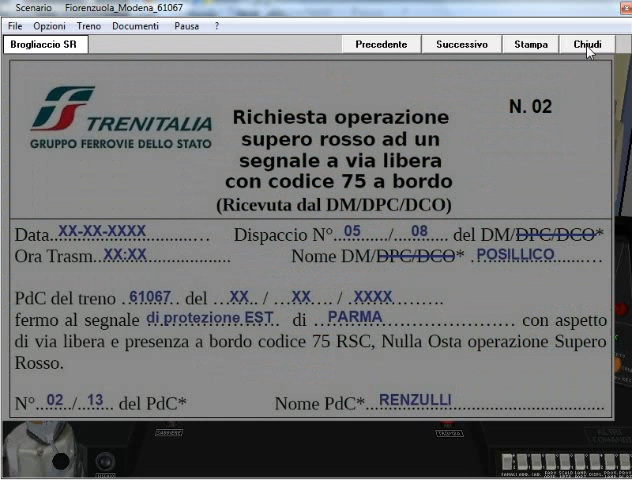 Scenario Fiorenzuola_Modena_61067
File Opzioni Treno Documenti Pausa ?
Brogliaccio SR Precedente Successivo Stampa Chiudi
TRENITALIA
GRUPPO FERROVIE DELLO STATO
N. 02
Richiesta operazione
supero rosso ad un
segnale a via libera
con codice 75 a bordo
(Ricevuta dal DM/DPC/DCO)
Data..XX-XX-XXXX........... Dispaccio N°..05....../...08..... del DM/DPC/DCO*
Ora Trasm..XX:XX.................. Nome DM/DPC/DCO* .POSILLICO.........
PdC del treno .61067.. del ...XX.. / ...XX.... / .XXXX..........
fermo al segnale di protezione EST.. di ...PARMA.............................. con aspetto
di via libera e presenza a bordo codice 75 RSC, Nulla Osta operazione Supero
Rosso.
N°..02../..13.. del PdC* Nome PdC*...RENZULLI.............................